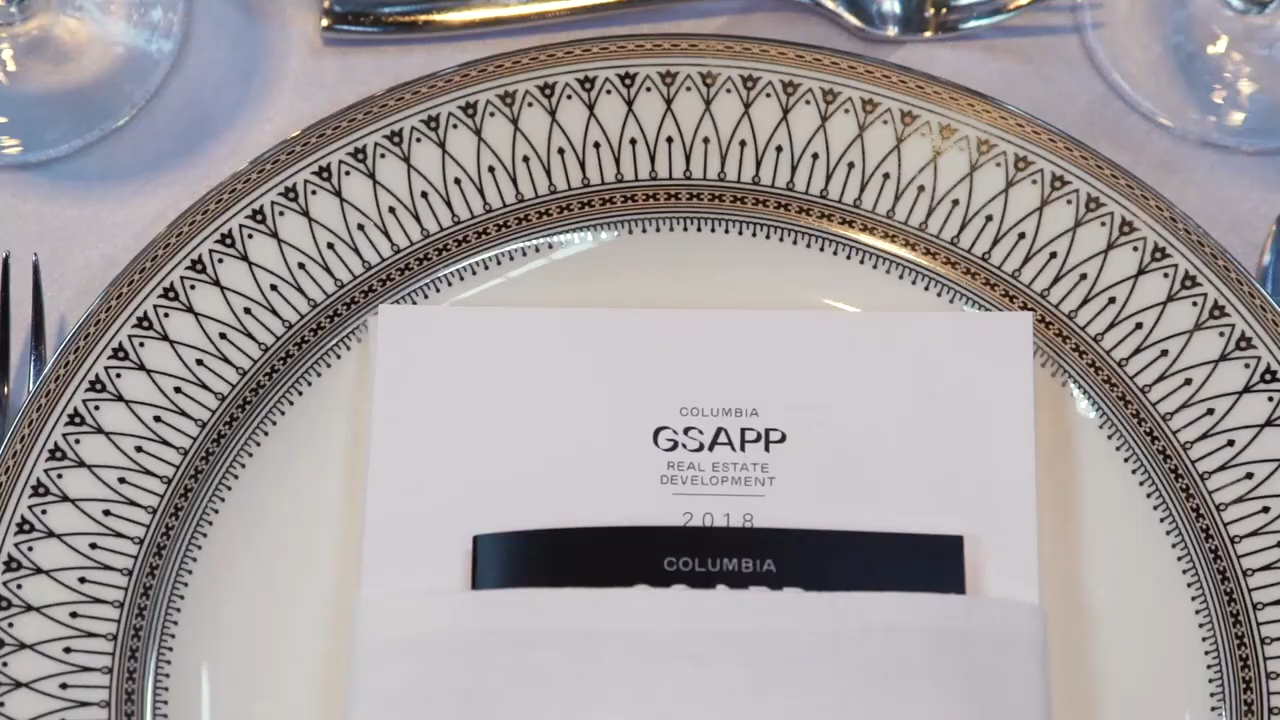 COLUMBIA
GSAPP
REAL ESTATE
DEVELOPMENT
2018
COLUMBIA